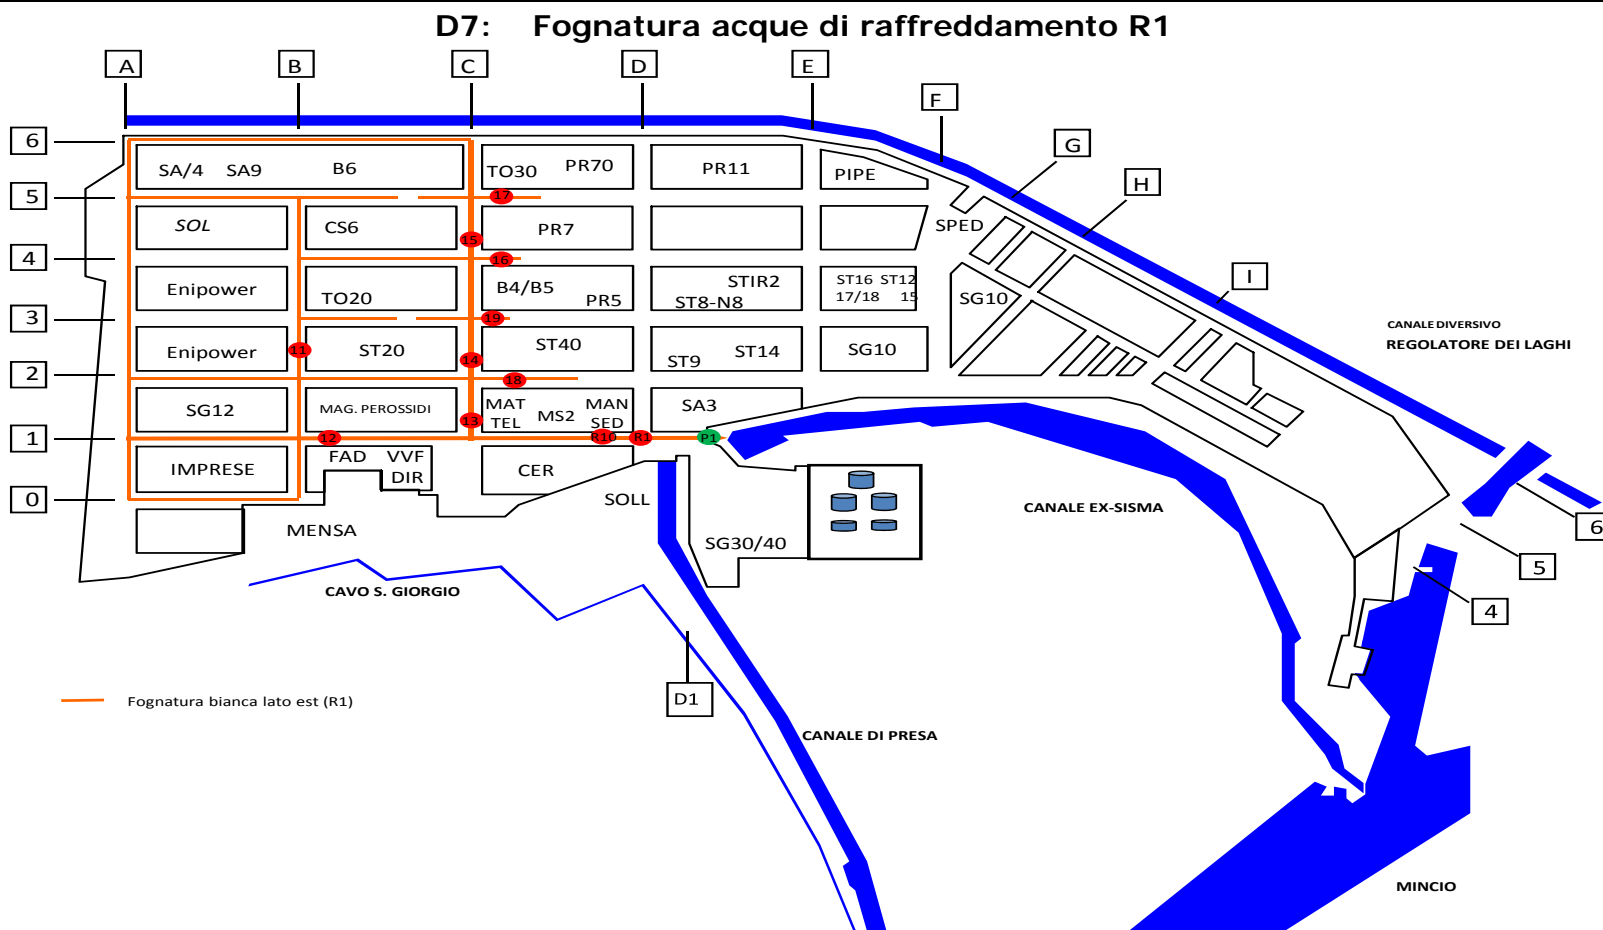 D7: Fognatura acque di raffreddamento R1
A B C D E
F
G
H
I
6
SA/4 SA9 B6 TO30 PR70 PR11 PIPE
5
17
SOL CS6 15 PR7 SPED
4
16
Enipower TO20 B4/B5 PR5 STIR2 ST8-N8 ST16 ST12 17/18 15 SG10
3
19
CANALE DIVERSIVO
REGOLATORE DEI LAGHI
Enipower 11 ST20 14 ST40 ST9 ST14 SG10
2
18
SG12 MAG. PEROSSIDI 13 MAT TEL MS2 MAN SED SA3
1
12 R10 R1 P1
IMPRESE FAD VVF DIR CER
0
SOLL
CANALE EX-SISMA
6
MENSA
SG30/40
5
CAVO S. GIORGIO
4
D1
Fognatura bianca lato est (R1)
CANALE DI PRESA
MINCIO